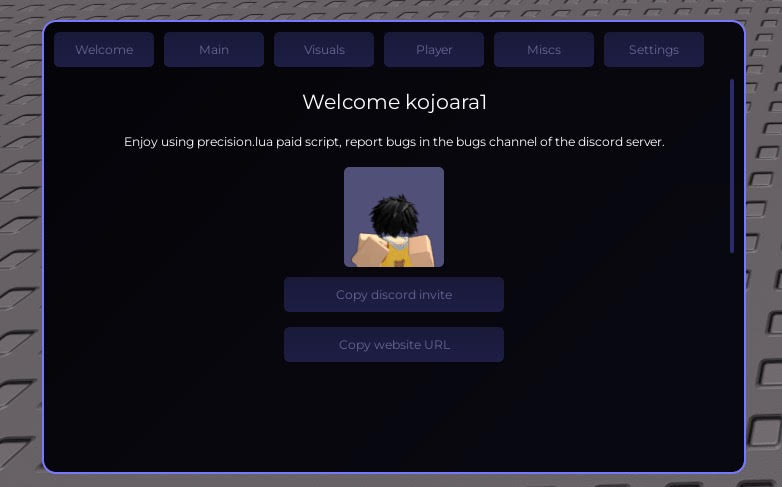 Welcome Main Visuals Player Miscs Settings
Welcome kojoara1
Enjoy using precision.lua paid script, report bugs in the bugs channel of the discord server.
Copy discord invite
Copy website URL